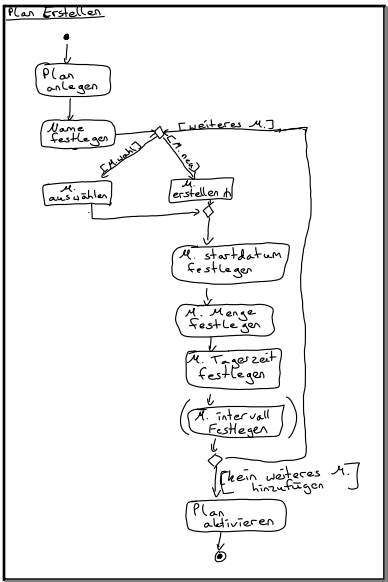 Plan Erstellen
Plan
anlegen
Name
festlegen
[weiteres M.]
[M. wahl]
[M. neu]
M.
auswählen
M.
erstellen
M. startdatum
festlegen
M. Menge
festlegen
M. Tageszeit
festlegen
(M. intervall
Festlegen)
[kein weiteres M.
hinzufügen]
Plan
aktivieren